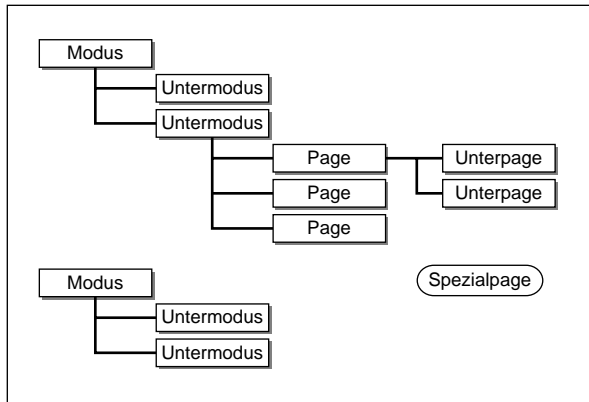 Modus
Untermodus
Untermodus
Page
Unterpage
Page
Unterpage
Page
Modus
Spezialpage
Untermodus
Untermodus